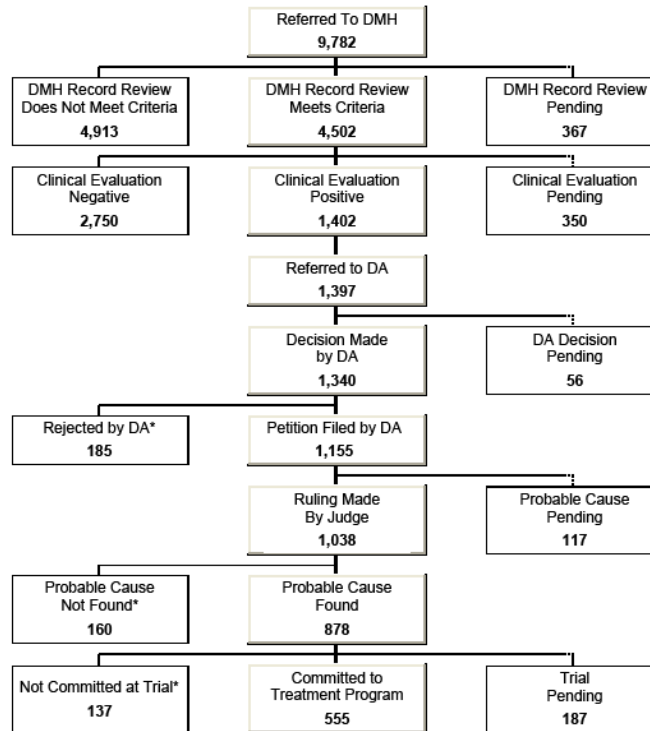 Referred To DMH
9,782
DMH Record Review
Does Not Meet Criteria
4,913
DMH Record Review
Meets Criteria
4,502
DMH Record Review
Pending
367
Clinical Evaluation
Negative
2,750
Clinical Evaluation
Positive
1,402
Clinical Evaluation
Pending
350
Referred to DA
1,397
Decision Made
by DA
1,340
DA Decision
Pending
56
Rejected by DA*
185
Petition Filed by DA
1,155
Ruling Made
By Judge
1,038
Probable Cause
Pending
117
Probable Cause
Not Found*
160
Probable Cause
Found
878
Not Committed at Trial*
137
Committed to
Treatment Program
555
Trial
Pending
187